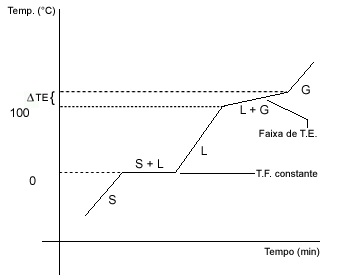 Temp. (°C)
ΔTE{
100
0
G
L + G
Faixa de T.E.
L
S + L
T.F. constante
S
Tempo (min)